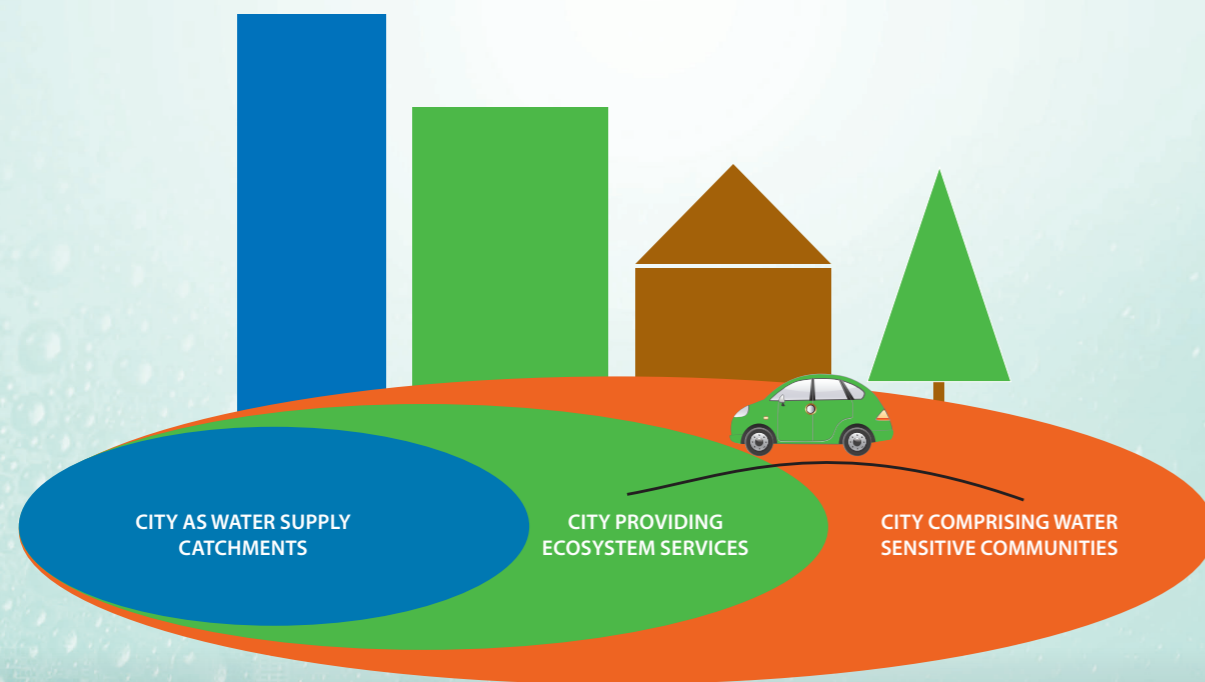 CITY AS WATER SUPPLY
CATCHMENTS
CITY PROVIDING
ECOSYSTEM SERVICES
CITY COMPRISING WATER
SENSITIVE COMMUNITIES